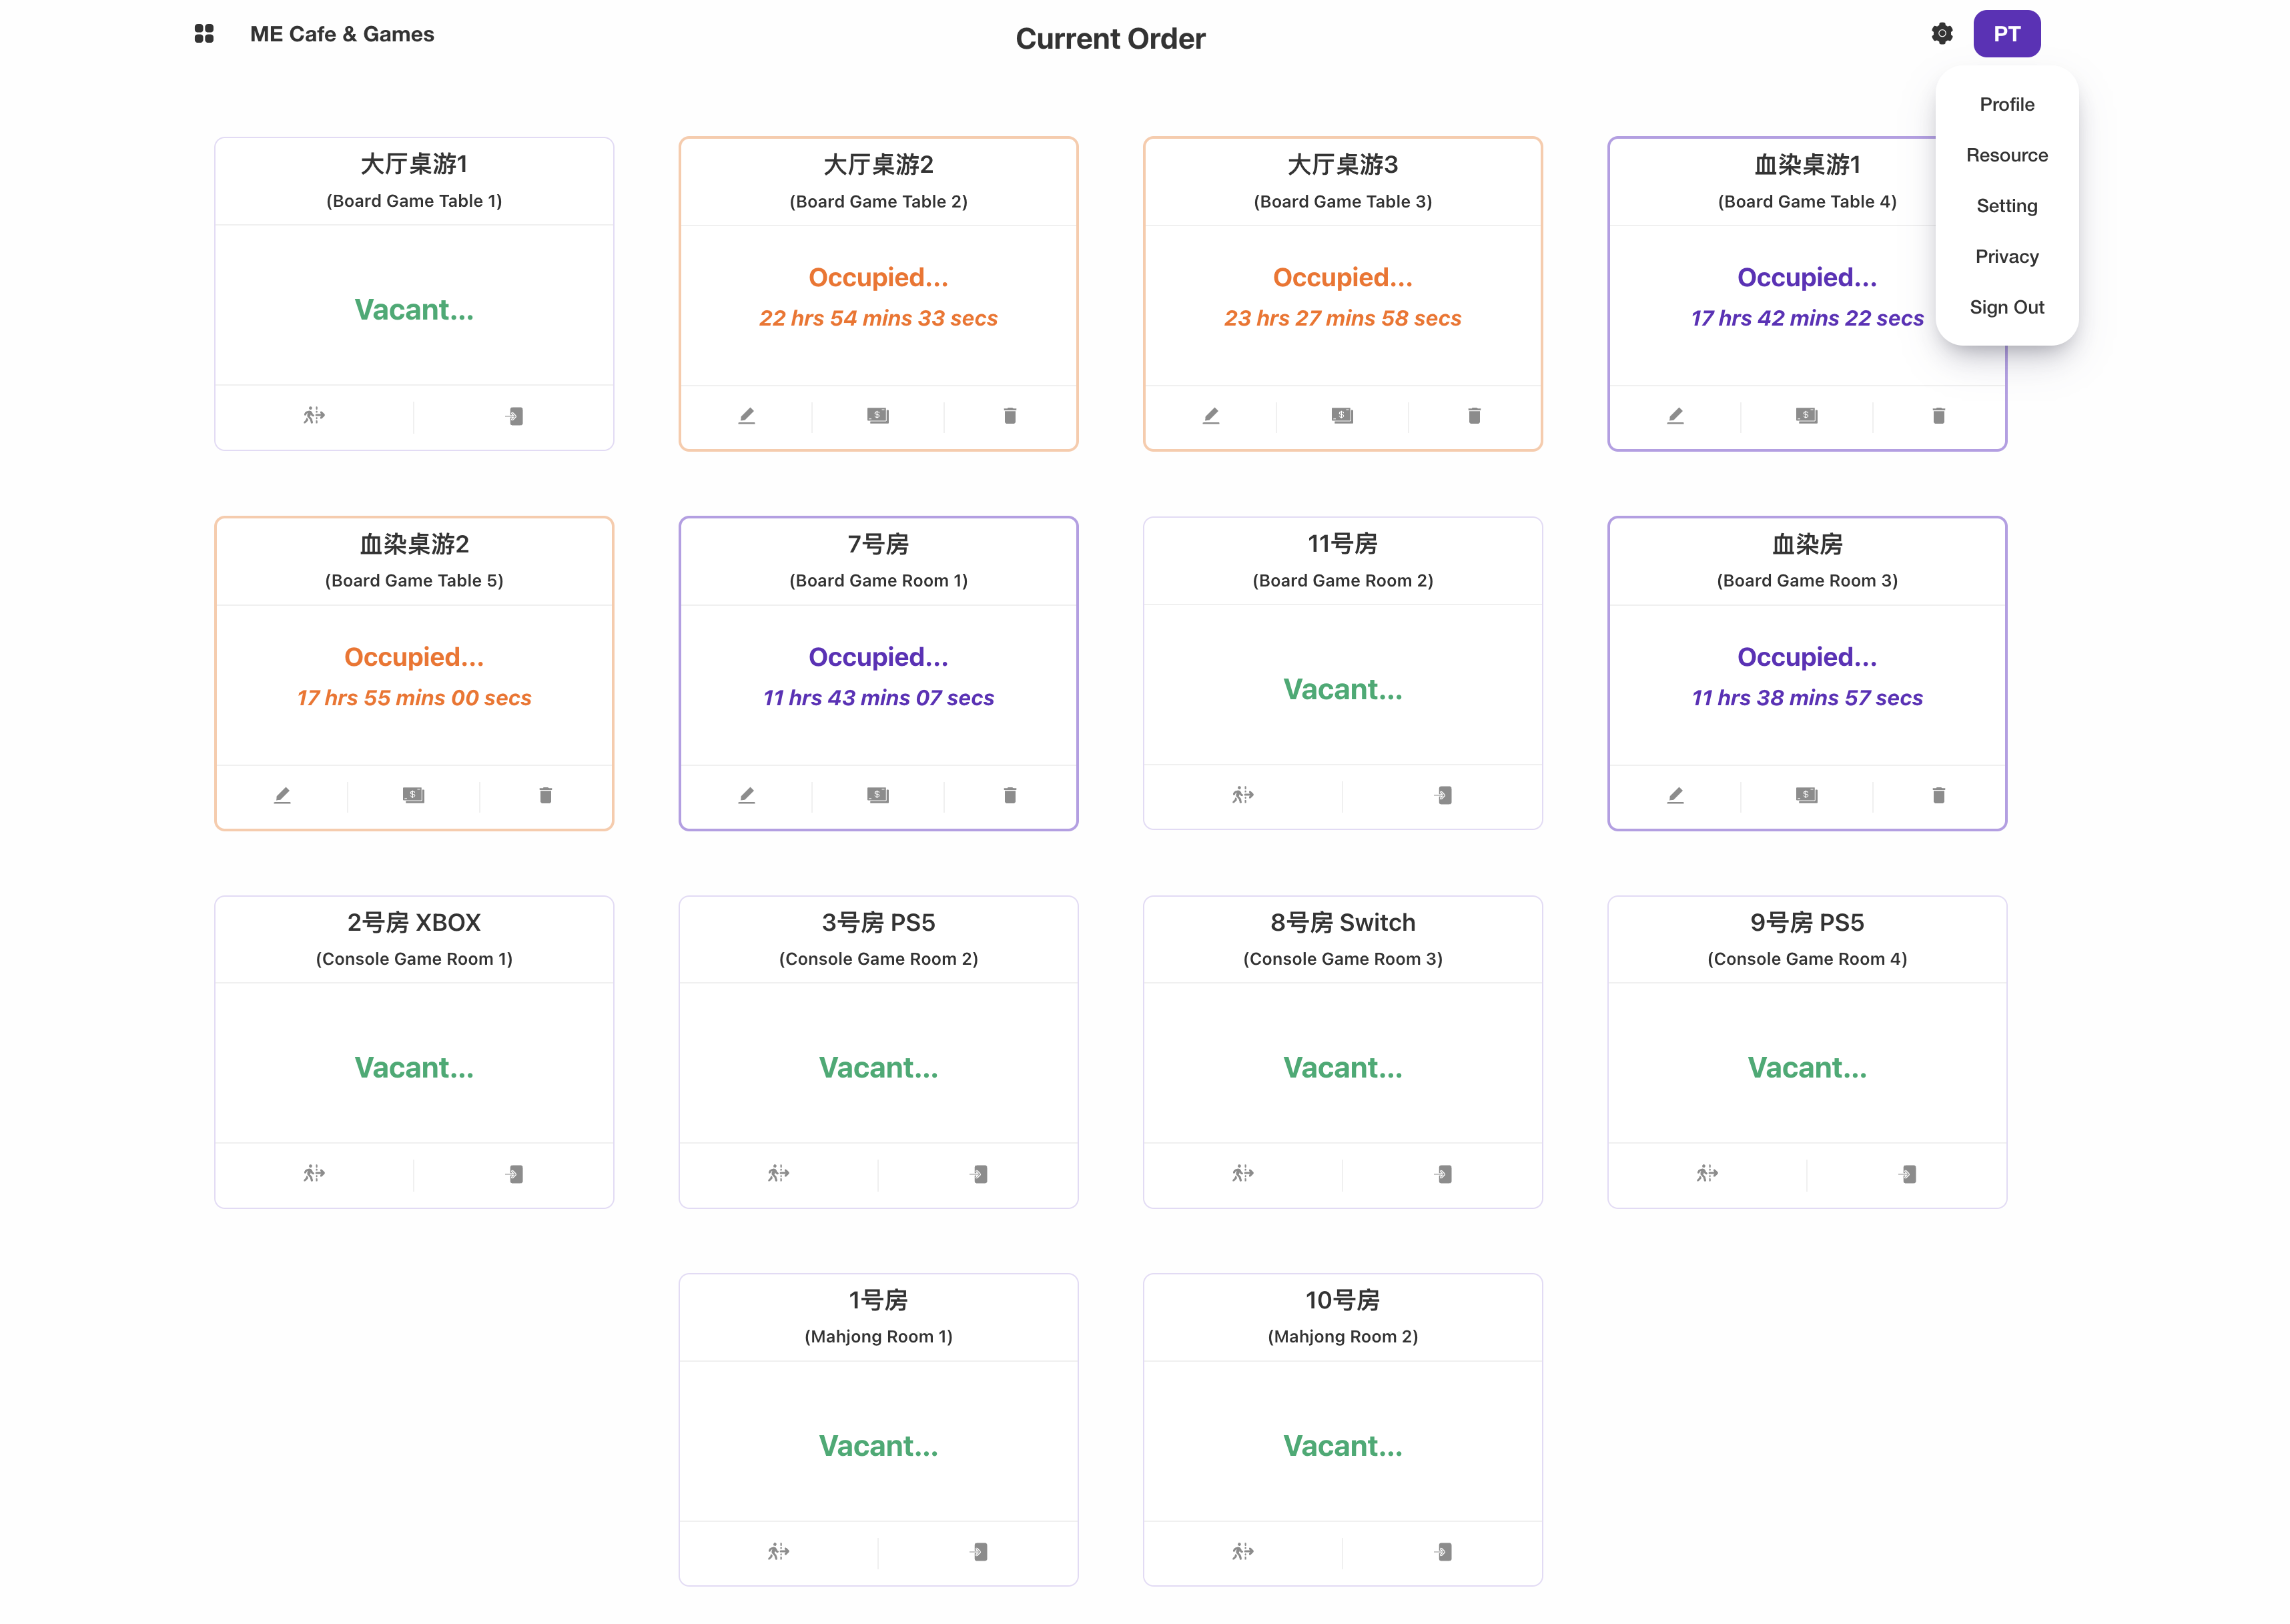 ME Cafe & Games
Current Order
PT
Profile
Resource
Setting
Privacy
Sign Out
大厅桌游1
(Board Game Table 1)
Vacant...
大厅桌游2
(Board Game Table 2)
Occupied...
22 hrs 54 mins 33 secs
大厅桌游3
(Board Game Table 3)
Occupied...
23 hrs 27 mins 58 secs
血染桌游1
(Board Game Table 4)
Occupied...
17 hrs 42 mins 22 secs
血染桌游2
(Board Game Table 5)
Occupied...
17 hrs 55 mins 00 secs
7号房
(Board Game Room 1)
Occupied...
11 hrs 43 mins 07 secs
11号房
(Board Game Room 2)
Vacant...
血染房
(Board Game Room 3)
Occupied...
11 hrs 38 mins 57 secs
2号房 XBOX
(Console Game Room 1)
Vacant...
3号房 PS5
(Console Game Room 2)
Vacant...
8号房 Switch
(Console Game Room 3)
Vacant...
9号房 PS5
(Console Game Room 4)
Vacant...
1号房
(Mahjong Room 1)
Vacant...
10号房
(Mahjong Room 2)
Vacant...